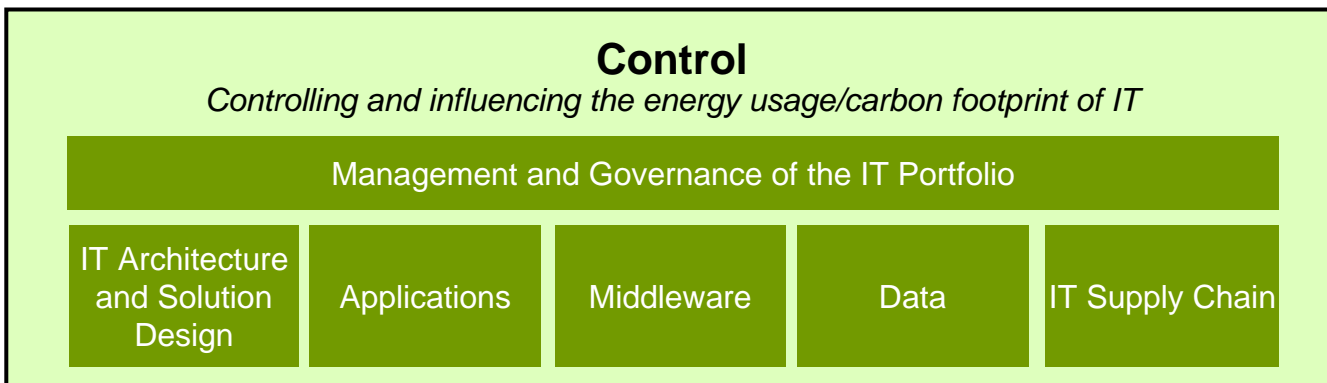 Control
Controlling and influencing the energy usage/carbon footprint of IT
Management and Governance of the IT Portfolio
IT Architecture
and Solution
Design
Applications
Middleware
Data
IT Supply Chain